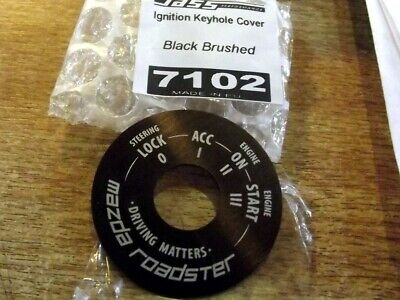 Jass
Ignition Keyhole Cover
Black Brushed
7102
MADE IN EU
STEERING LOCK
0
ACC
I
ENGINE ON
II
ENGINE START
III
· DRIVING MATTERS ·
mazda roadster